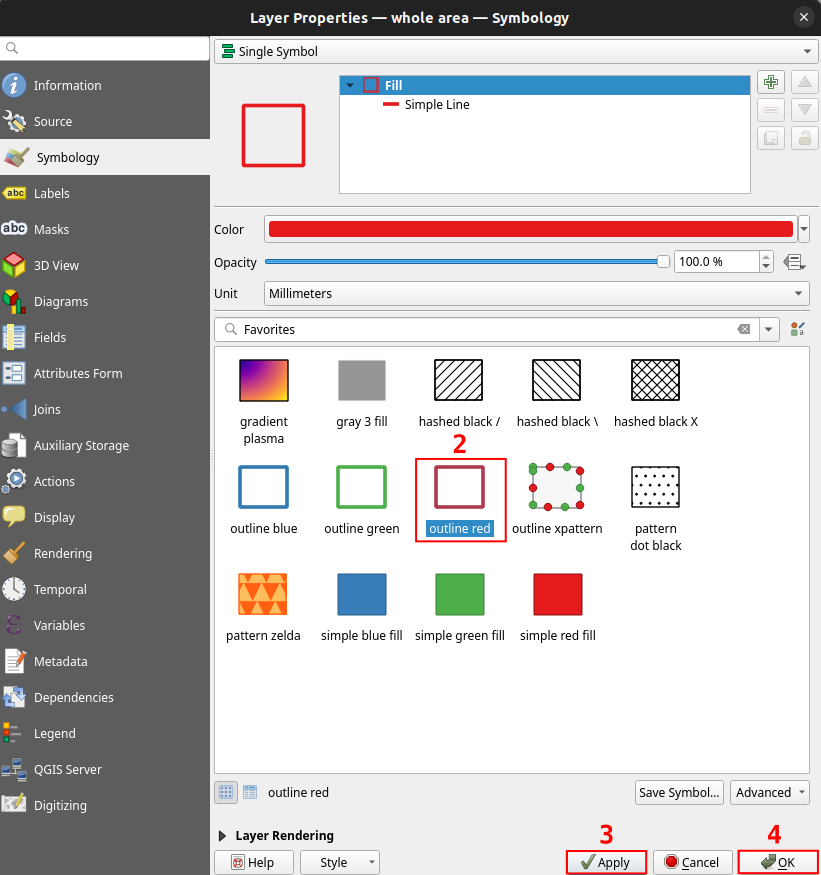 Layer Properties — whole area — Symbology
Single Symbol
Information
Source
Symbology
Labels
Masks
3D View
Diagrams
Fields
Attributes Form
Joins
Auxiliary Storage
Actions
Display
Rendering
Temporal
Variables
Metadata
Dependencies
Legend
QGIS Server
Digitizing
abc
abc
Fill
Simple Line
Color
Opacity
100.0 %
Unit
Millimeters
Favorites
a
gradient plasma
gray 3 fill
hashed black /
hashed black \
hashed black X
2
outline blue
outline green
outline red
outline xpattern
pattern dot black
pattern zelda
simple blue fill
simple green fill
simple red fill
outline red
Save Symbol...
Advanced
Layer Rendering
3
4
Help
Style
Apply
Cancel
OK